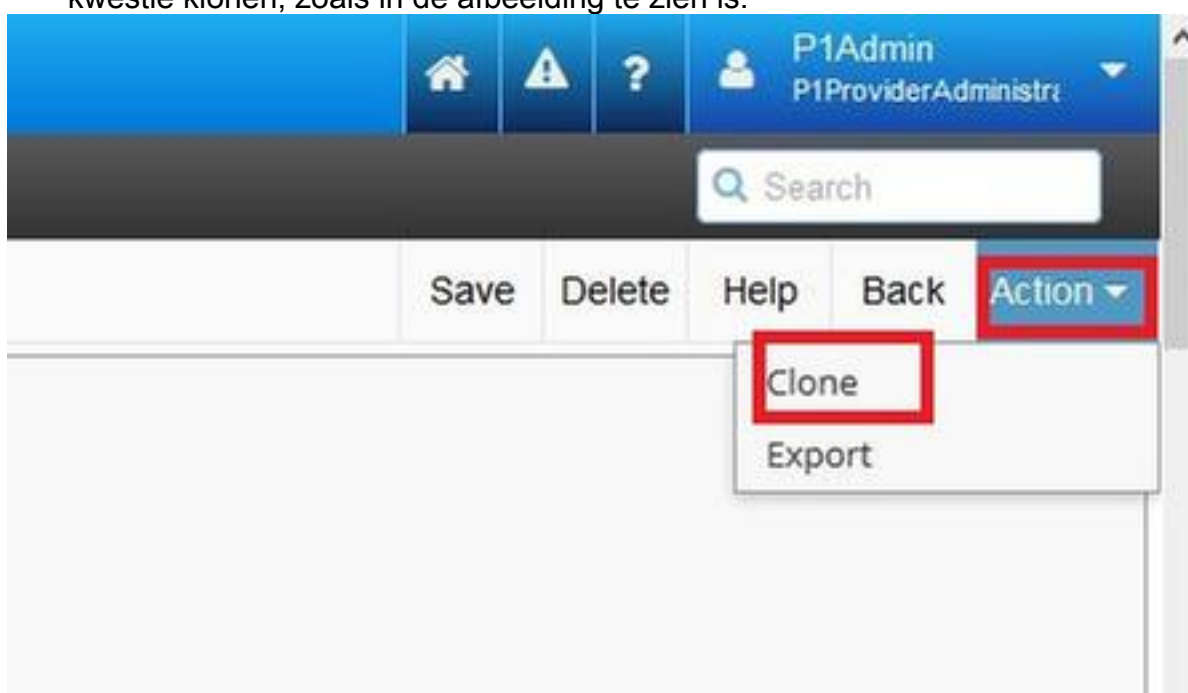 kwestie klonen, zoals in de afbeelding te zien is.
P1Admin
P1ProviderAdministra
?
Search
Save Delete Help Back Action
Clone
Export